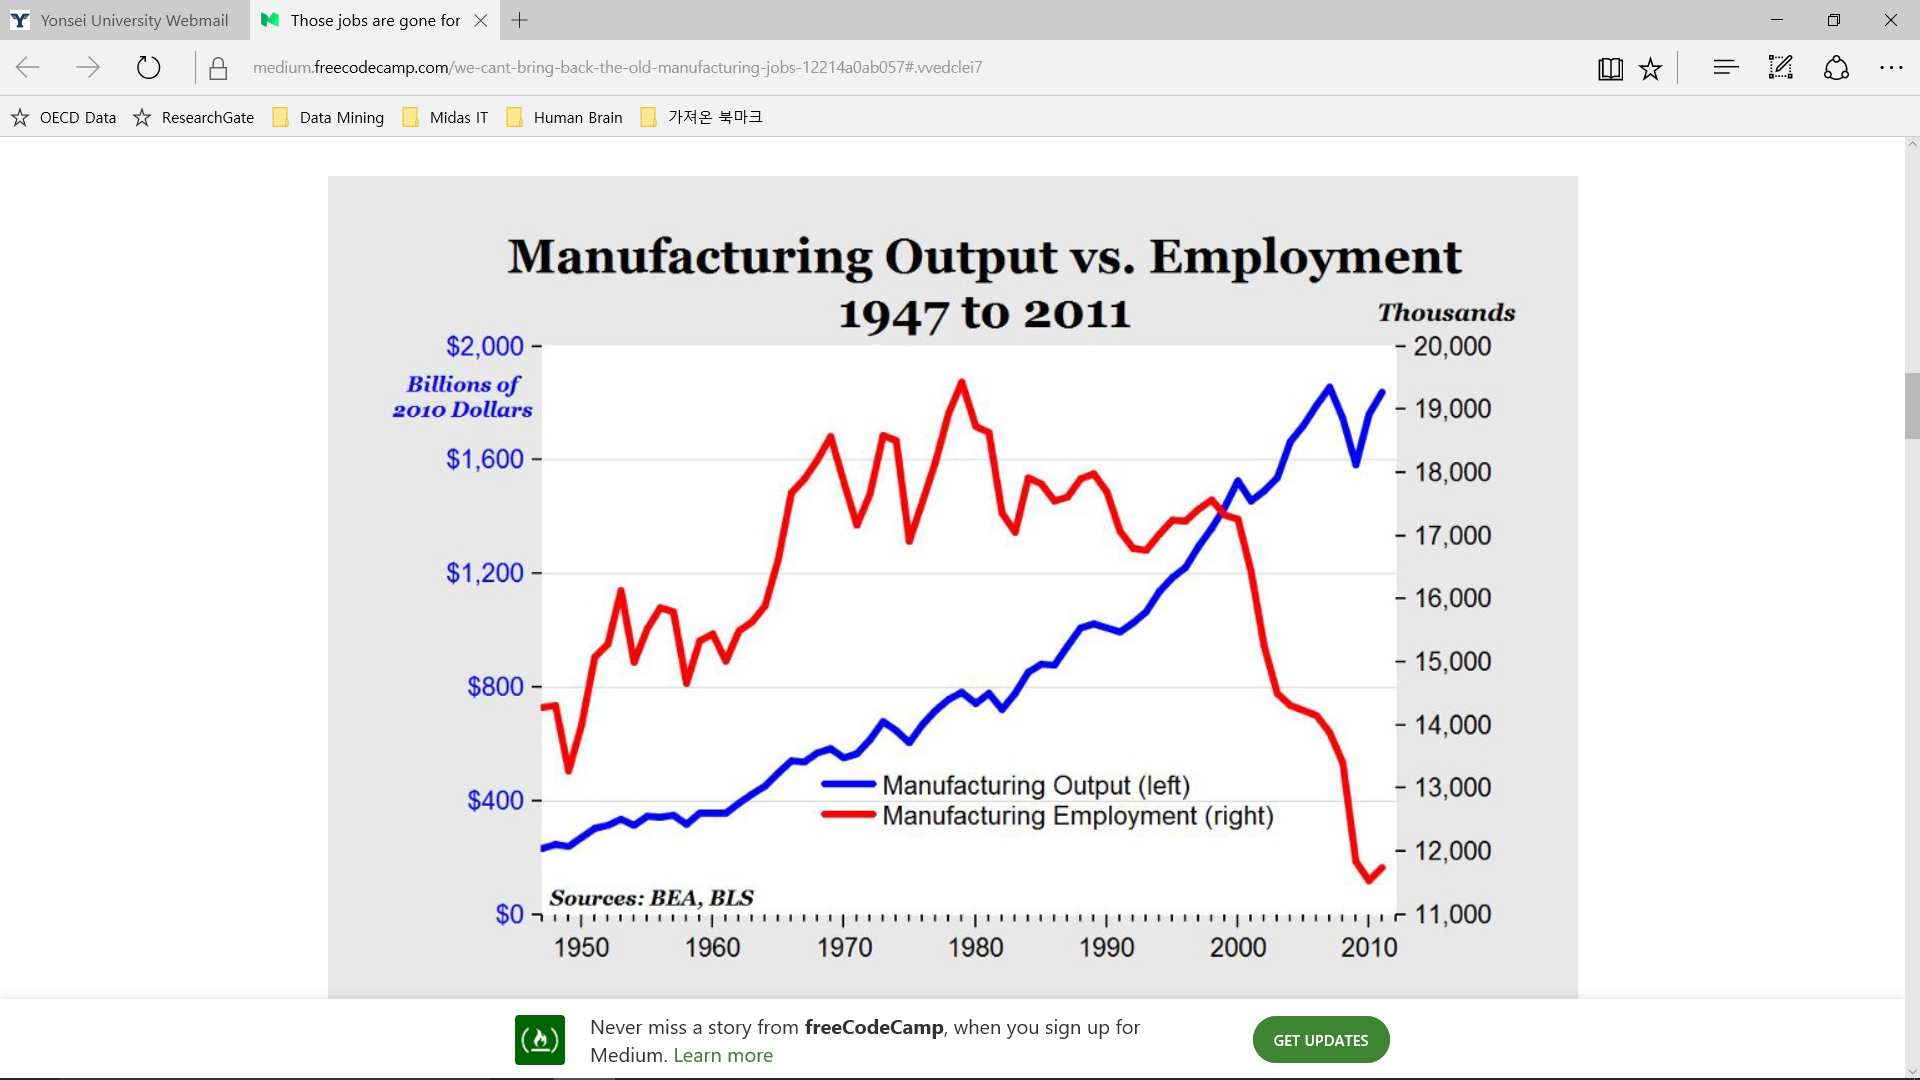 Yonsei University Webmail
Those jobs are gone for
medium.freecodecamp.com/we-cant-bring-back-the-old-manufacturing-jobs-12214a0ab057#.vvedclei7
OECD Data ResearchGate Data Mining Midas IT Human Brain 가져온 북마크
Manufacturing Output vs. Employment
1947 to 2011
Thousands
$2,000
Billions of
2010 Dollars
$1,600
$1,200
$800
$400
$0
20,000
19,000
18,000
17,000
16,000
15,000
14,000
13,000
12,000
11,000
Manufacturing Output (left)
Manufacturing Employment (right)
Sources: BEA, BLS
1950 1960 1970 1980 1990 2000 2010
Never miss a story from freeCodeCamp, when you sign up for
Medium. Learn more
GET UPDATES